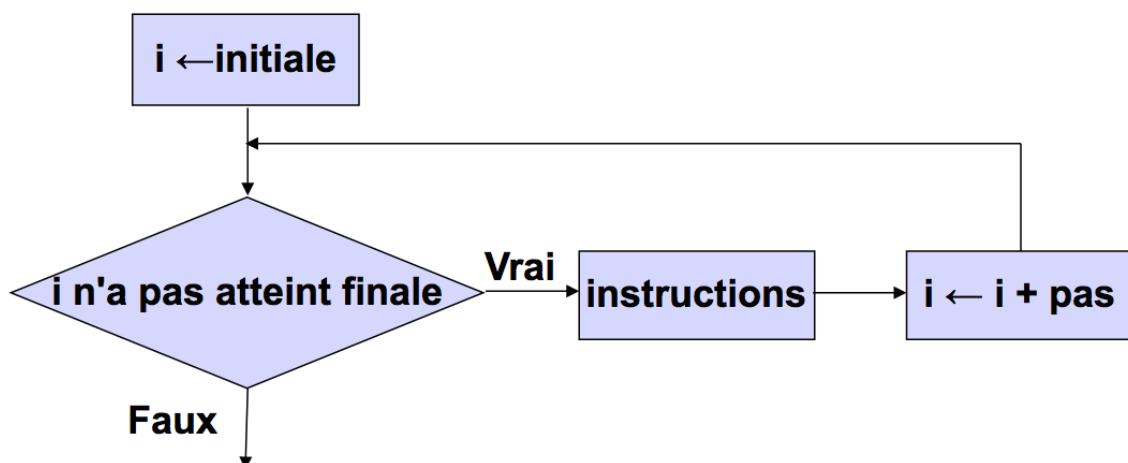 i ←initiale
i n'a pas atteint finale
Vrai
instructions
i ← i + pas
Faux